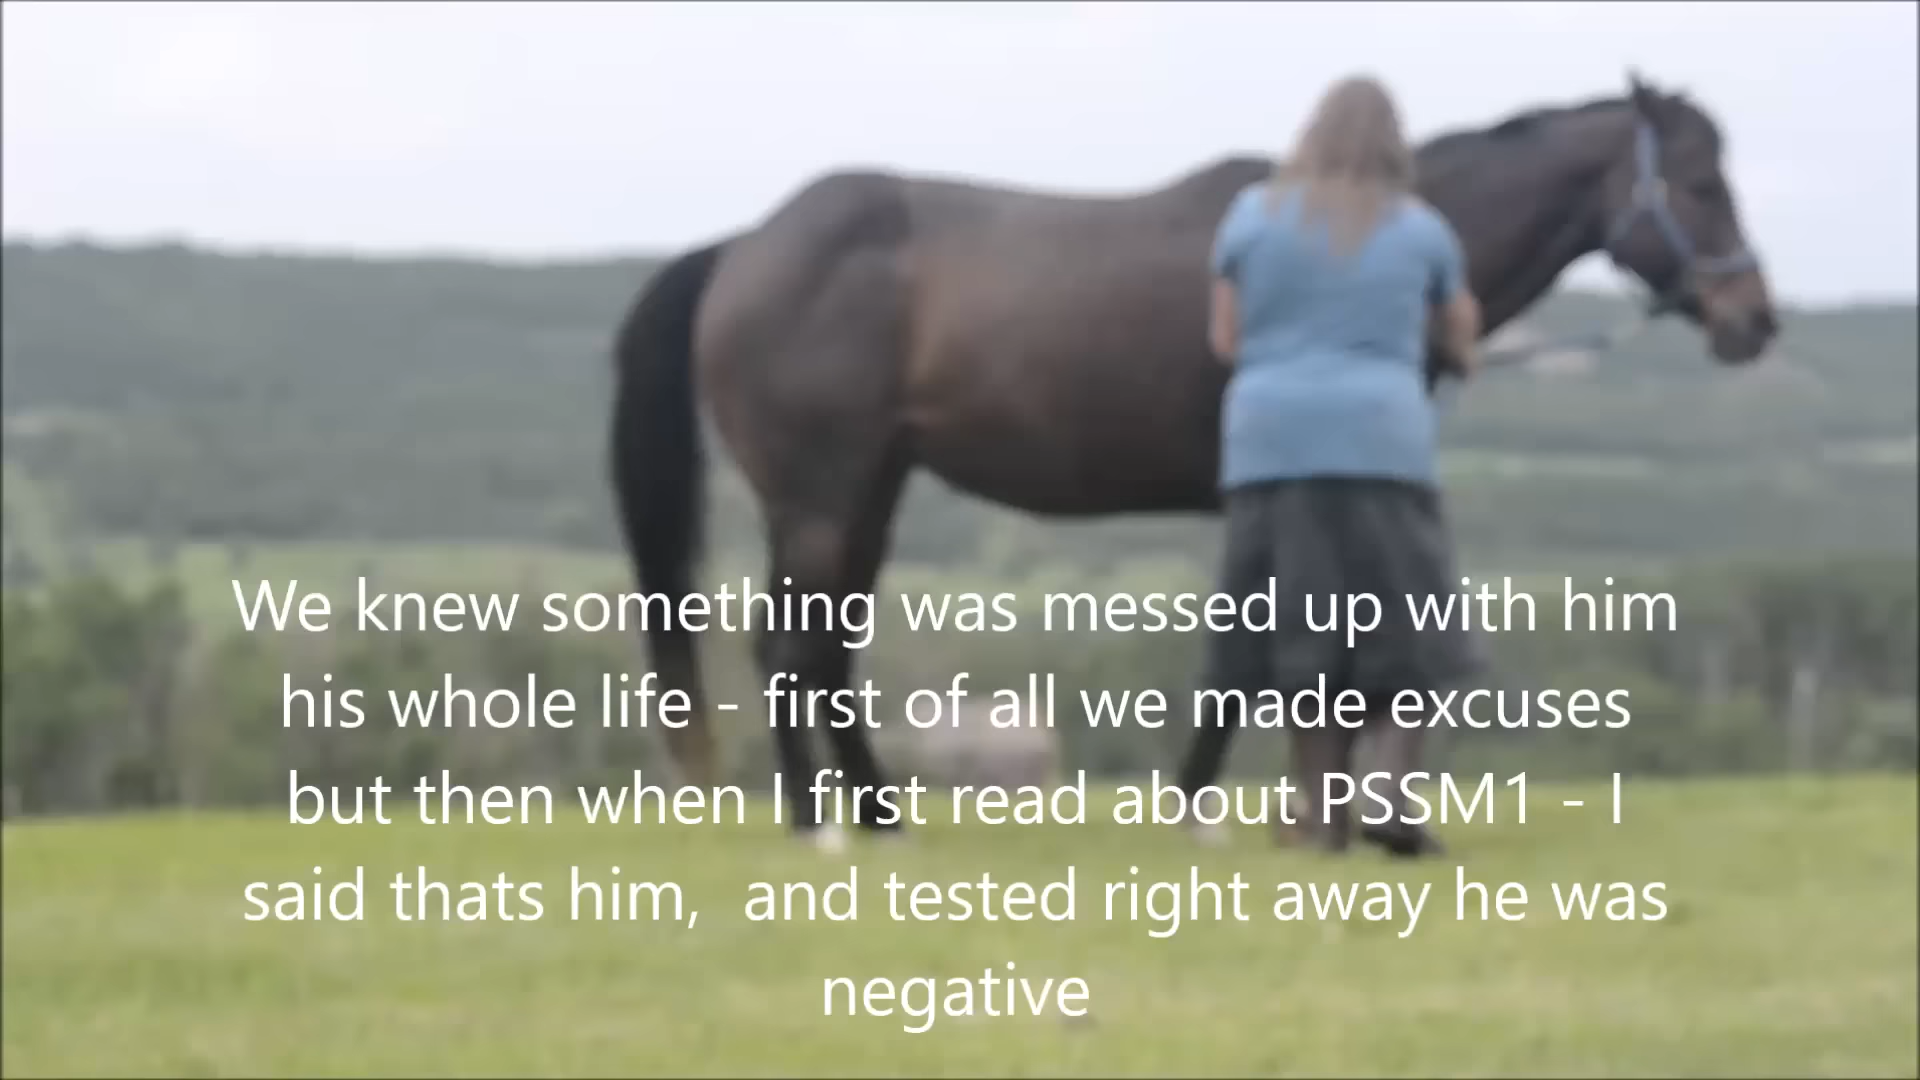 We knew something was messed up with him
his whole life - first of all we made excuses
but then when I first read about PSSM1 - I
said thats him,  and tested right away he was
negative